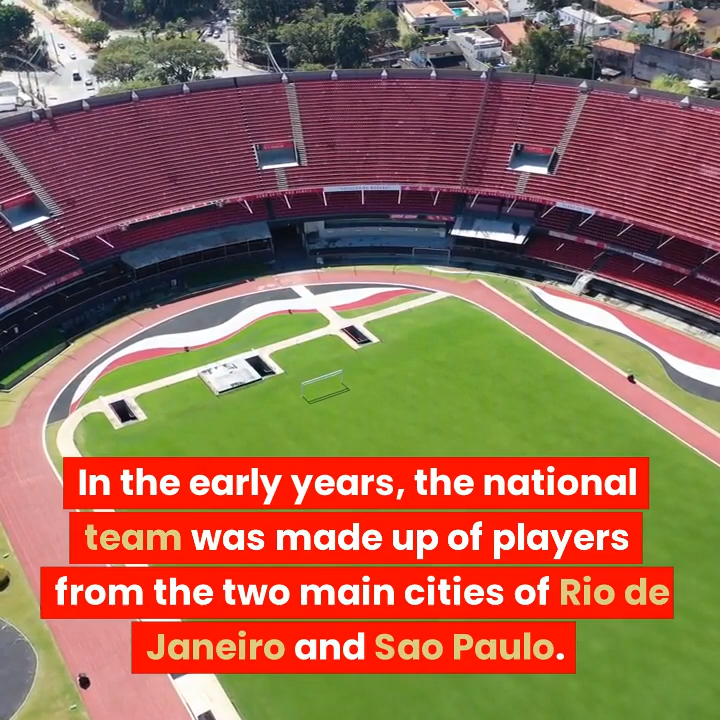 In the early years, the national
team was made up of players
from the two main cities of Rio de
Janeiro and Sao Paulo.